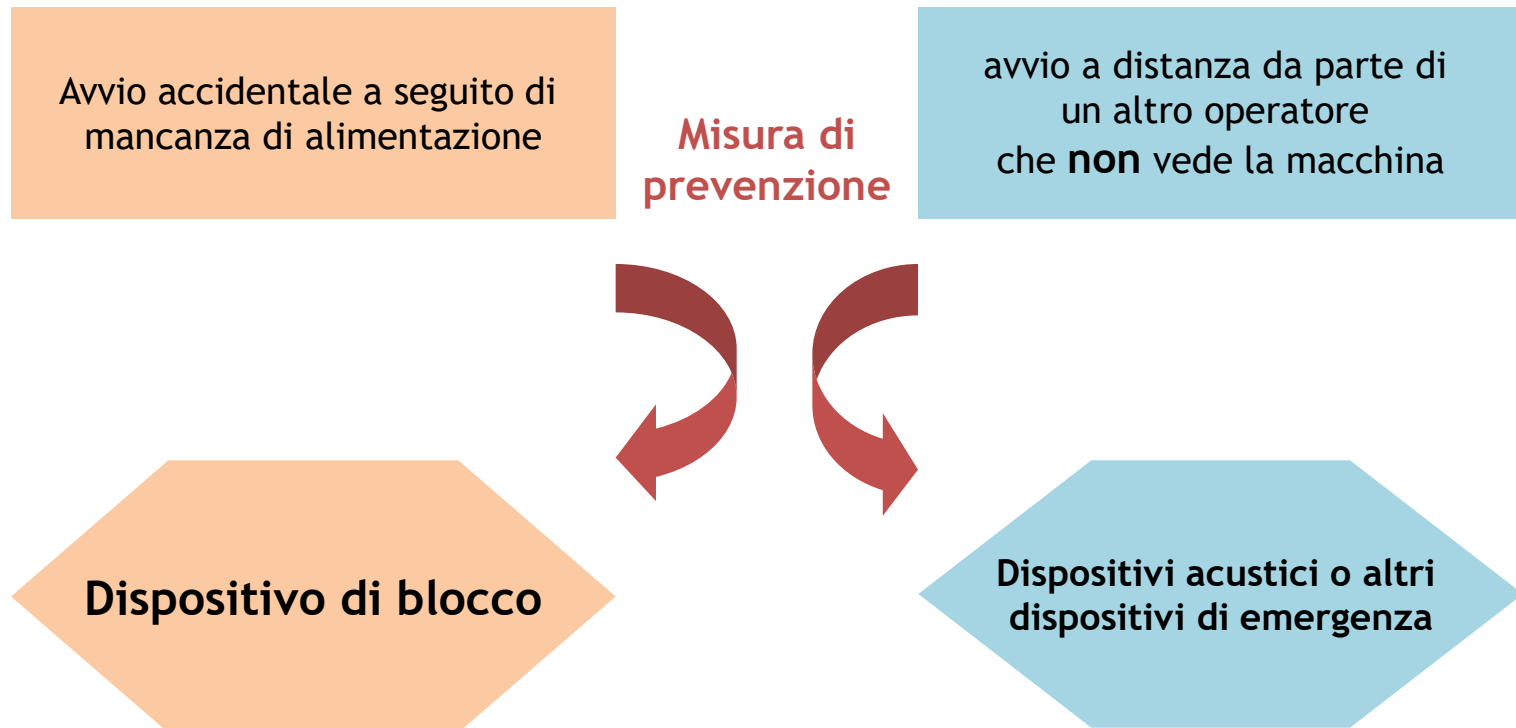 Avvio accidentale a seguito di
mancanza di alimentazione
Misura di
prevenzione
avvio a distanza da parte di
un altro operatore
che non vede la macchina
Dispositivo di blocco
Dispositivi acustici o altri
dispositivi di emergenza